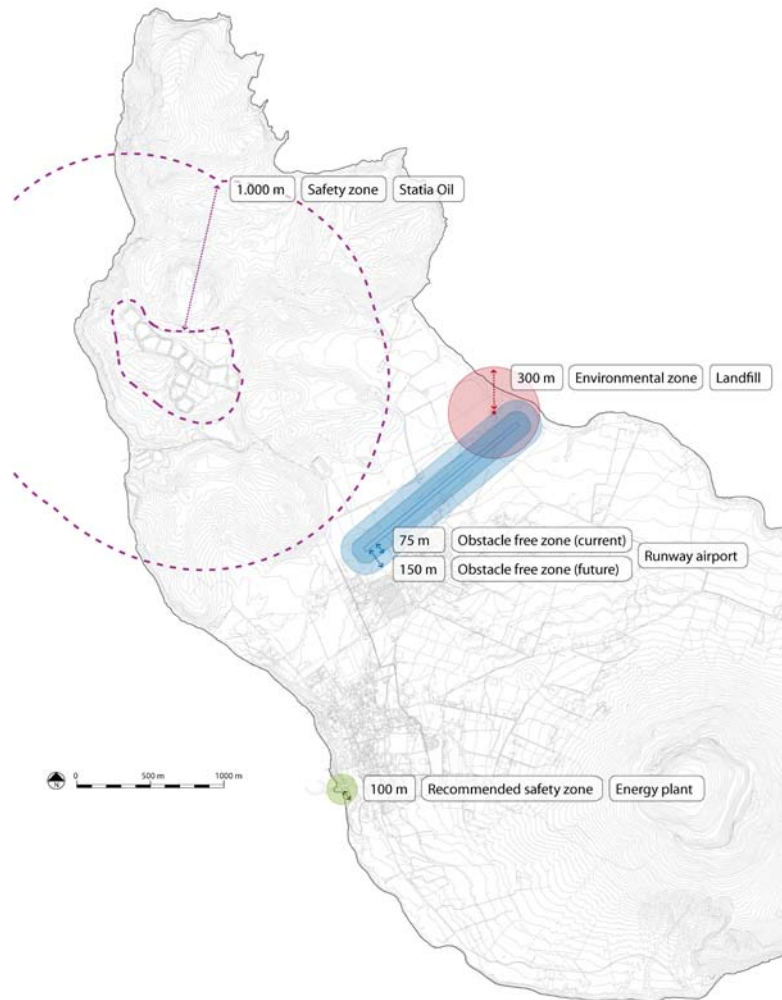 1.000 m Safety zone Statia Oil
300 m Environmental zone Landfill
75 m Obstacle free zone (current)
Runway airport
150 m Obstacle free zone (future)
0 500 m 1000 m
N
100 m Recommended safety zone Energy plant